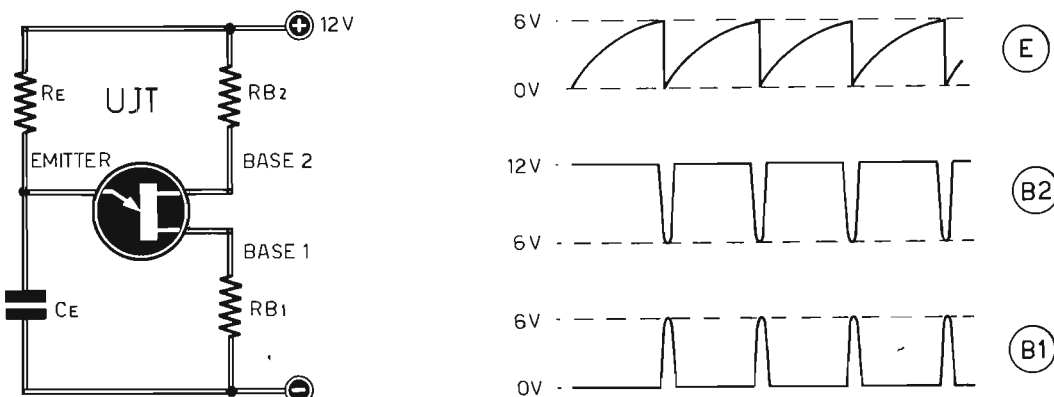 12V
RE
UJT
RB2
EMITTER
BASE 2
BASE 1
CE
RB1
6V
0V
E
12V
6V
B2
6V
0V
B1